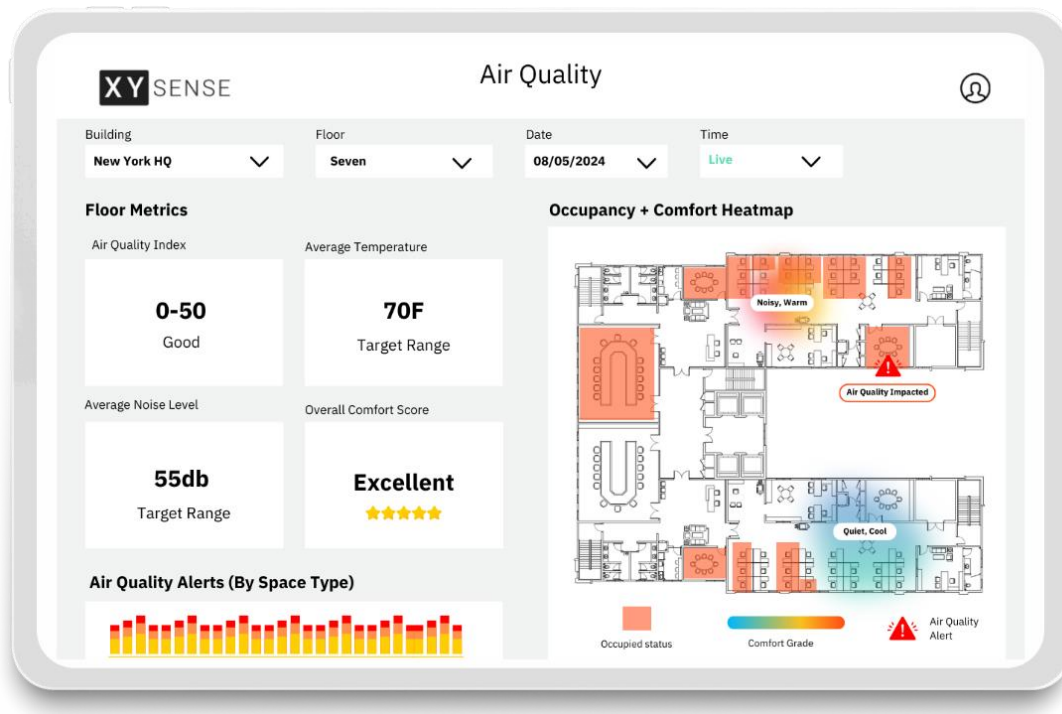 XY SENSE
Air Quality
Building
Floor
Date
Time
New York HQ
Seven
08/05/2024
Live
Floor Metrics
Occupancy + Comfort Heatmap
Air Quality Index
Average Temperature
0-50
Good
70F
Target Range
Average Noise Level
Overall Comfort Score
55db
Target Range
Excellent
Air Quality Alerts (By Space Type)
Noisy, Warm
Air Quality Impacted
Quiet, Cool
Occupied status
Comfort Grade
Air Quality
Alert